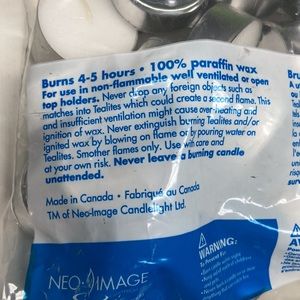 Burns 4-5 hours • 100% paraffin wax
For use in non-flammable well ventilated or open
top holders. Never drop any foreign objects such as
matches into Tealites which could create a second flame. This
and insufficient ventilation might cause over-heating and
ignition of wax. Never extinguish burning Tealites and/or
ignited wax by blowing on flame or by pouring water on
Tealites. Smother flames only. Use with care and
at your own risk. Never leave a burning candle
unattended.
Made in Canada • Fabriqué au Canada
TM of Neo-Image Candlelight Ltd.
NEO IMAGE
WARNING:
To Prevent Fire